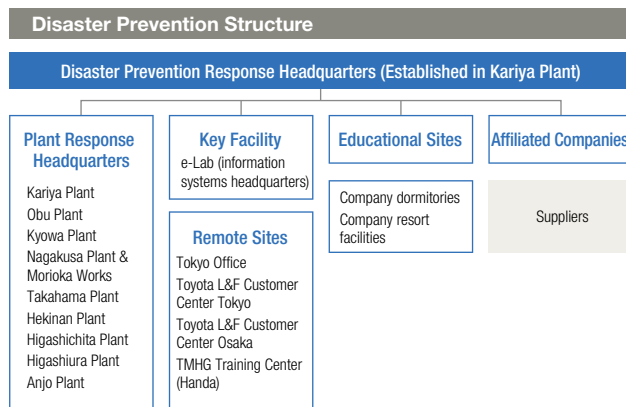 Disaster Prevention Structure
Disaster Prevention Response Headquarters (Established in Kariya Plant)
Plant Response
Headquarters
Kariya Plant
Obu Plant
Kyowa Plant
Nagakusa Plant &
Morioka Works
Takahama Plant
Hekinan Plant
Higashichita Plant
Higashiura Plant
Anjo Plant
Key Facility
e-Lab (information
systems headquarters)
Remote Sites
Tokyo Office
Toyota L&F Customer
Center Tokyo
Toyota L&F Customer
Center Osaka
TMHG Training Center
(Handa)
Educational Sites
Company dormitories
Company resort
facilities
Affiliated Companies
Suppliers